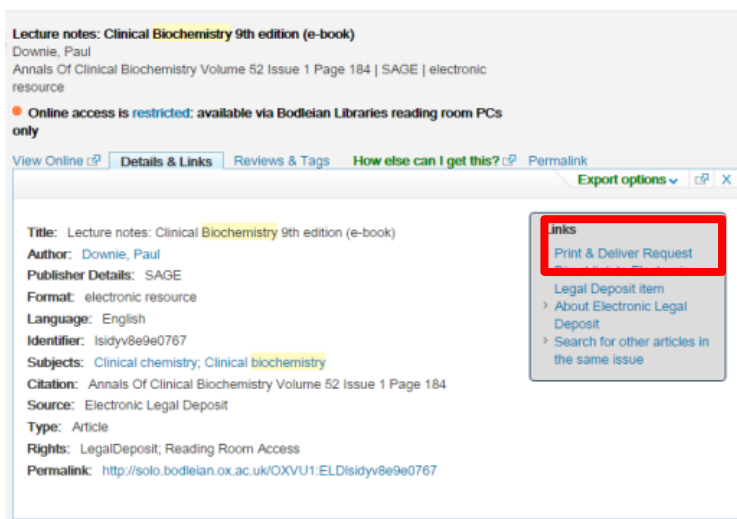 Lecture notes: Clinical Biochemistry 9th edition (e-book)
Downie, Paul
Annals Of Clinical Biochemistry Volume 52 Issue 1 Page 184 | SAGE | electronic
resource
Online access is restricted: available via Bodleian Libraries reading room PCs
only
View Online Details & Links Reviews & Tags How else can I get this? Permalink
Export options X
Title: Lecture notes: Clinical Biochemistry 9th edition (e-book)
Author: Downie, Paul
Publisher Details: SAGE
Format: electronic resource
Language: English
Identifier: lsidyv8e9e0767
Subjects: Clinical chemistry; Clinical biochemistry
Citation: Annals Of Clinical Biochemistry Volume 52 Issue 1 Page 184
Source: Electronic Legal Deposit
Type: Article
Rights: LegalDeposit; Reading Room Access
Permalink: http://solo.bodleian.ox.ac.uk/OXVU1:ELDlsidyv8e9e0767
Links
Print & Deliver Request
Legal Deposit item
About Electronic Legal
Deposit
Search for other articles in
the same issue